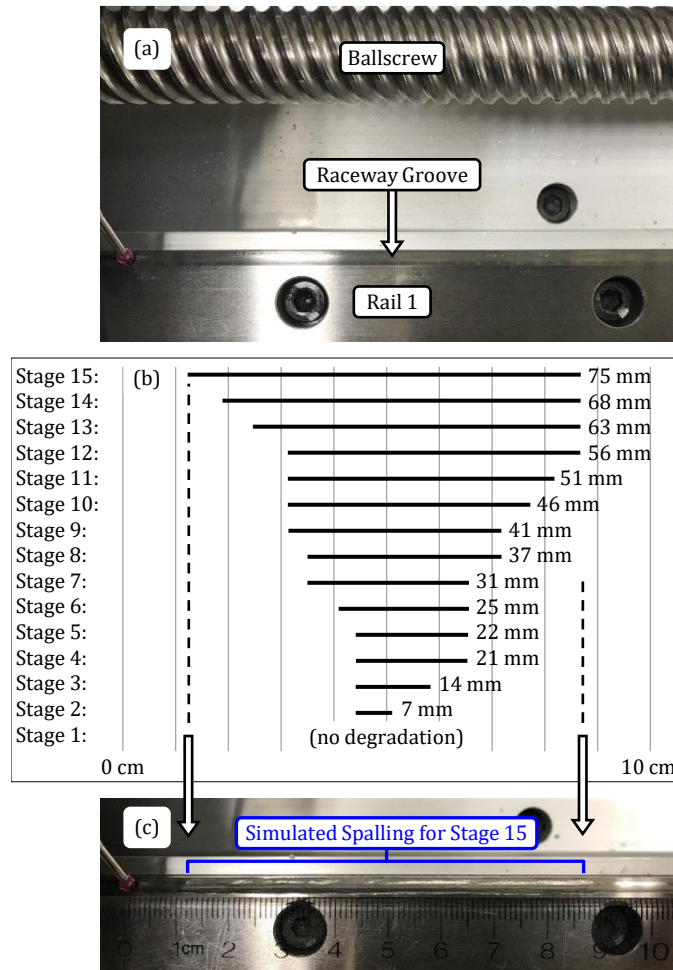 (a)
Ballscrew
Raceway Groove
Rail 1
(b)
Stage 15: 75 mm
Stage 14: 68 mm
Stage 13: 63 mm
Stage 12: 56 mm
Stage 11: 51 mm
Stage 10: 46 mm
Stage 9: 41 mm
Stage 8: 37 mm
Stage 7: 31 mm
Stage 6: 25 mm
Stage 5: 22 mm
Stage 4: 21 mm
Stage 3: 14 mm
Stage 2: 7 mm
Stage 1: (no degradation)
0 cm 10 cm
(c)
Simulated Spalling for Stage 15
0 1cm 2 3 4 5 6 7 8 9 10